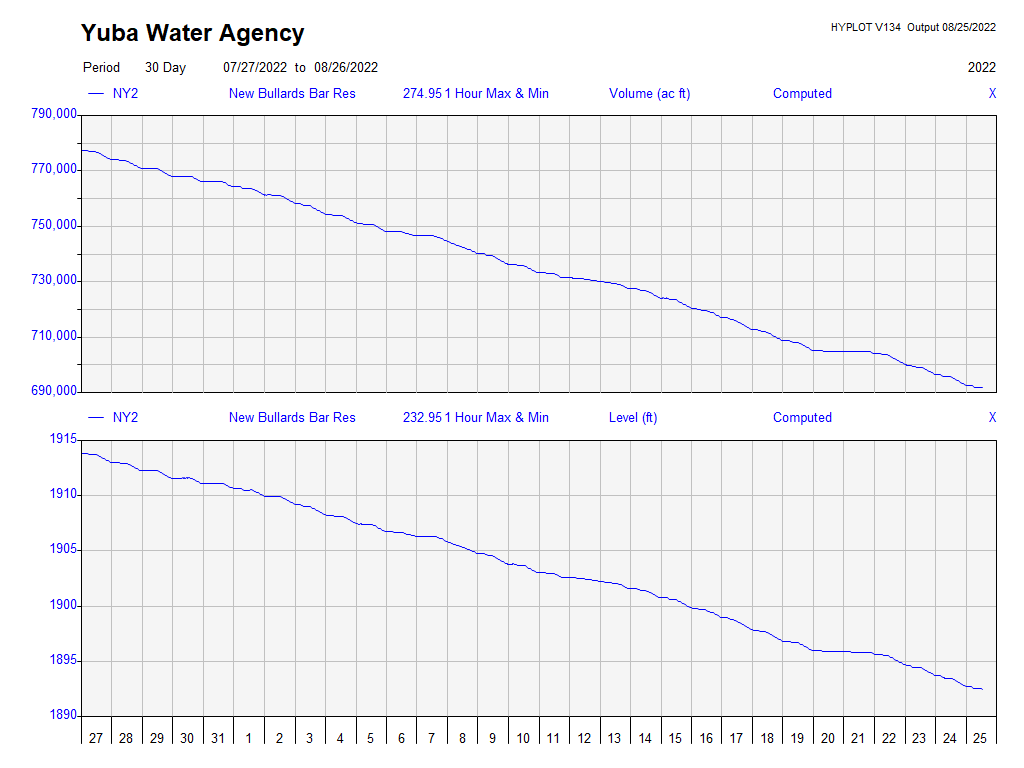 Yuba Water Agency
HYPLOT V134 Output 08/25/2022
Period 30 Day 07/27/2022 to 08/26/2022 2022
NY2 New Bullards Bar Res 274.95 1 Hour Max & Min Volume (ac ft) Computed X
790,000
770,000
750,000
730,000
710,000
690,000
NY2 New Bullards Bar Res 232.95 1 Hour Max & Min Level (ft) Computed X
1915
1910
1905
1900
1895
1890
27 28 29 30 31 1 2 3 4 5 6 7 8 9 10 11 12 13 14 15 16 17 18 19 20 21 22 23 24 25